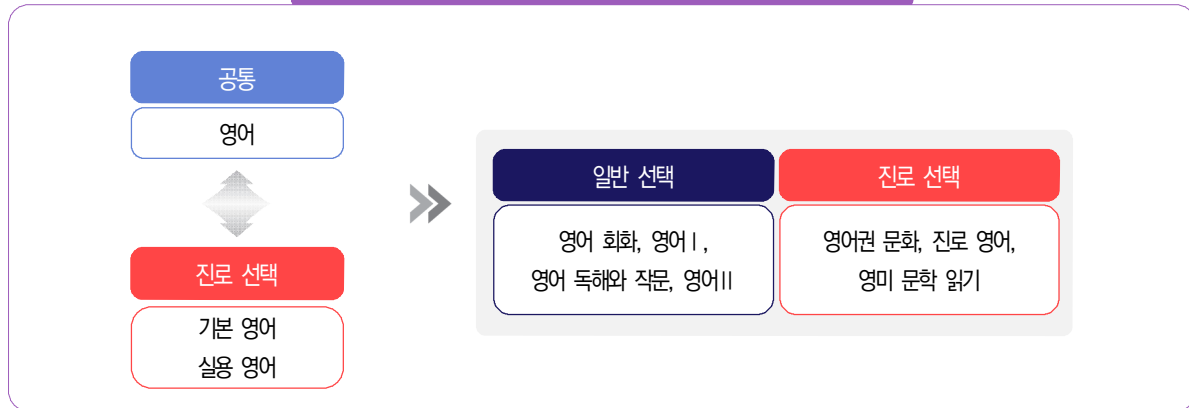 공통
영어
진로 선택
기본 영어
실용 영어
일반 선택
영어 회화, 영어Ⅰ,
영어 독해와 작문, 영어Ⅱ
진로 선택
영어권 문화, 진로 영어,
영미 문학 읽기